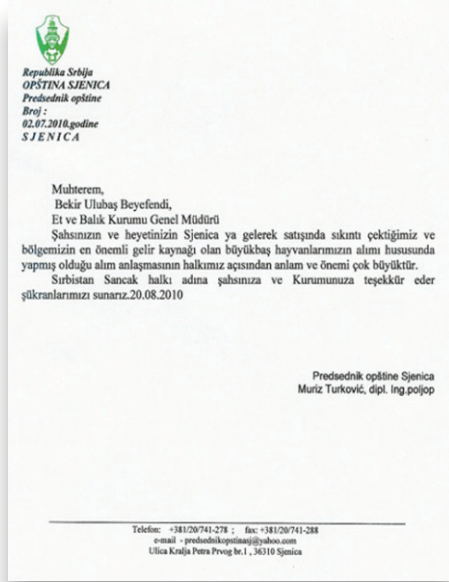 Republika Srbija
OPŠTINA SJENICA
Predsednik opštine
Broj :
02.07.2010.godine
S J E N I C A
Muhterem,
Bekir Ulubaş Beyefendi,
Et ve Balık Kurumu Genel Müdürü
Şahsınızın ve heyetinizin Sjenica ya gelerek satışında sıkıntı çektiğimiz ve
bölgemizin en önemli gelir kaynağı olan büyükbaş hayvanlarımızın alımı hususunda
yapmış olduğu alım anlaşmasının halkımız açısından anlam ve önemi çok büyüktür.
Sırbistan Sancak halkı adına şahsınıza ve Kurumunuza teşekkür eder
şükranlarımızı sunarız.20.08.2010
Predsednik opštine Sjenica
Muriz Turković, dipl. Ing.poljop
Telefon: +381/20/741-278 ; fax: +381/20/741-288
e-mail - predsednikopstinasj@yahoo.com
Ulica Kralja Petra Prvog br.1 , 36310 Sjenica